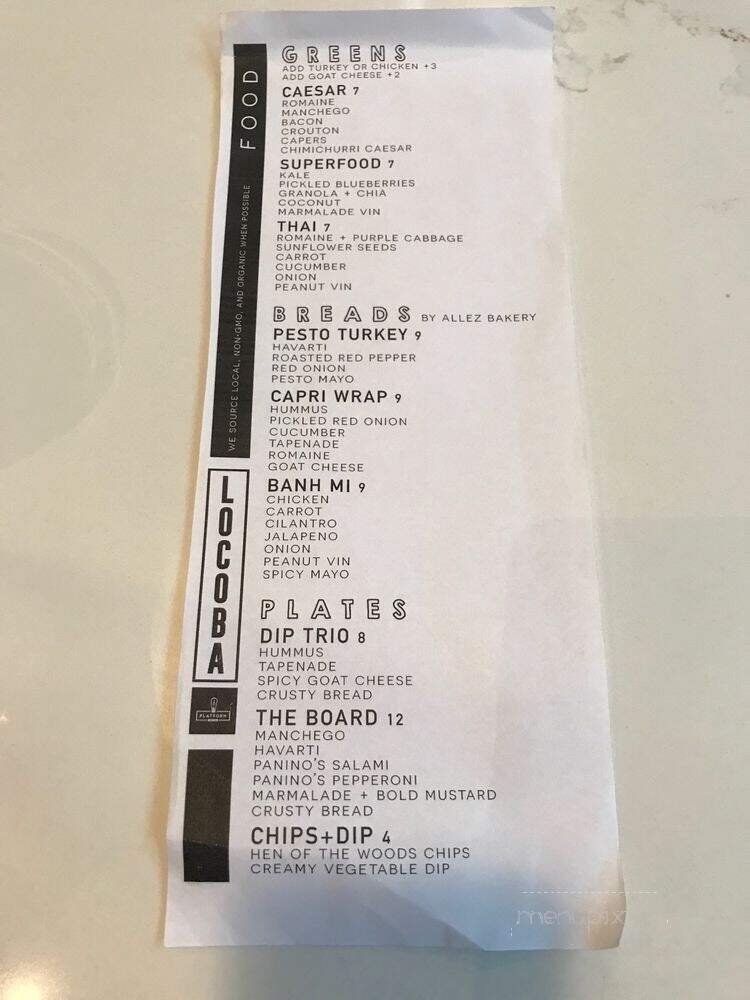 FOOD
WE SOURCE LOCAL, NON-GMO, AND ORGANIC WHEN POSSIBLE
GREENS
ADD TURKEY OR CHICKEN +3
ADD GOAT CHEESE +2
CAESAR 7
ROMAINE
MANCHEGO
BACON
CROUTON
CAPERS
CHIMICHURRI CAESAR
SUPERFOOD 7
KALE
PICKLED BLUEBERRIES
GRANOLA + CHIA
COCONUT
MARMALADE VIN
THAI 7
ROMAINE + PURPLE CABBAGE
SUNFLOWER SEEDS
CARROT
CUCUMBER
ONION
PEANUT VIN
BREADS BY ALLEZ BAKERY
PESTO TURKEY 9
HAVARTI
ROASTED RED PEPPER
RED ONION
PESTO MAYO
CAPRI WRAP 9
HUMMUS
PICKLED RED ONION
CUCUMBER
TAPENADE
ROMAINE
GOAT CHEESE
BANH MI 9
CHICKEN
CARROT
CILANTRO
JALAPENO
ONION
PEANUT VIN
SPICY MAYO
LOCOBA
PLATES
DIP TRIO 8
HUMMUS
TAPENADE
SPICY GOAT CHEESE
CRUSTY BREAD
PLATFORM
THE BOARD 12
MANCHEGO
HAVARTI
PANINO'S SALAMI
PANINO'S PEPPERONI
MARMALADE + BOLD MUSTARD
CRUSTY BREAD
CHIPS+DIP 4
HEN OF THE WOODS CHIPS
CREAMY VEGETABLE DIP
menupix